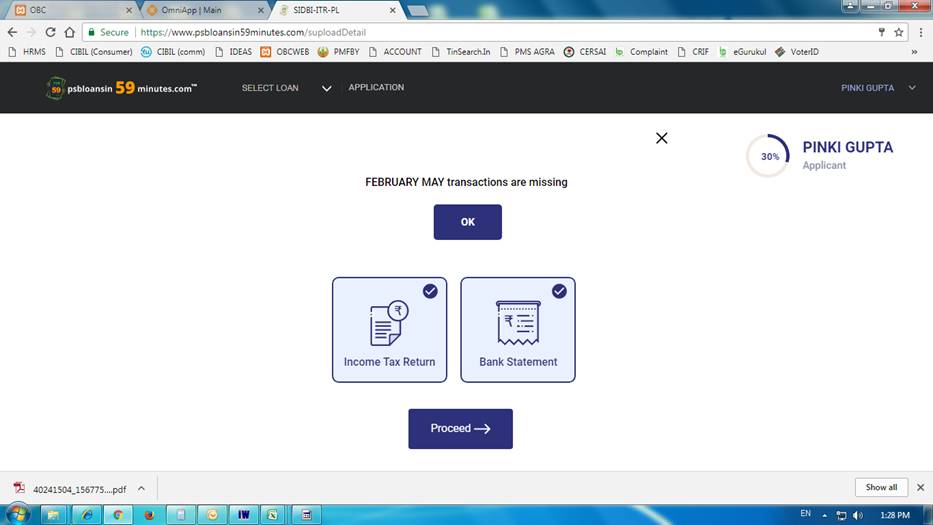 OBC
OmniApp | Main
SIDBI-ITR-PL
Secure | https://www.psbloansin59minutes.com/suploadDetail
HRMS CIBIL (Consumer) CIBIL (comm) IDEAS OBCWEB PMFBY ACCOUNT TinSearch.In PMS AGRA CERSAI Complaint CRIF eGurukul VoterID »
psbloansin 59 minutes.com™ SELECT LOAN APPLICATION PINKI GUPTA
30% PINKI GUPTA
Applicant
FEBRUARY MAY transactions are missing
OK
Income Tax Return Bank Statement
Proceed
40241504_156775....pdf Show all
EN 1:28 PM